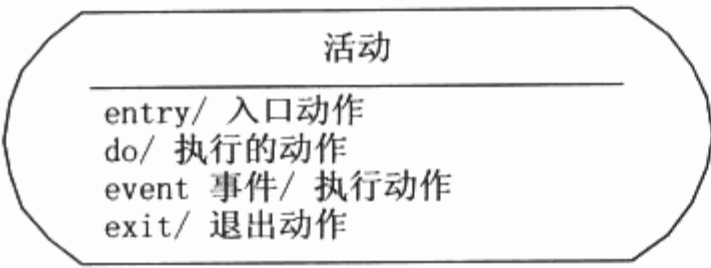 活动
entry/ 入口动作
do/ 执行的动作
event 事件/ 执行动作
exit/ 退出动作